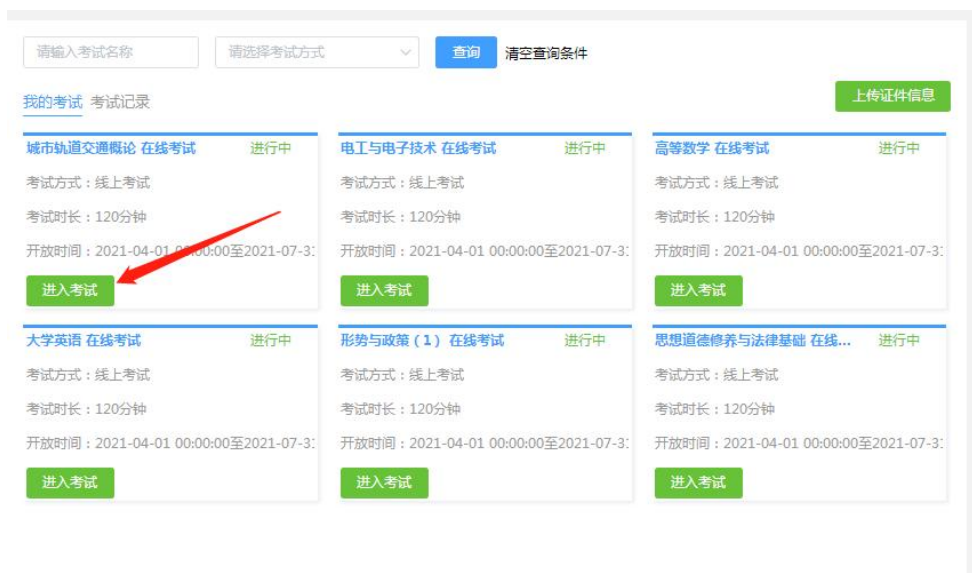 请输入考试名称 请选择考试方式 查询 清空查询条件
我的考试 考试记录 上传证件信息
城市轨道交通概论 在线考试 进行中 电工与电子技术 在线考试 进行中 高等数学 在线考试 进行中
考试方式：线上考试 考试方式：线上考试 考试方式：线上考试
考试时长：120分钟 考试时长：120分钟 考试时长：120分钟
开放时间：2021-04-01 00:00:00至2021-07-31 开放时间：2021-04-01 00:00:00至2021-07-31 开放时间：2021-04-01 00:00:00至2021-07-31
进入考试 进入考试 进入考试
大学英语 在线考试 进行中 形势与政策（1）在线考试 进行中 思想道德修养与法律基础 在线... 进行中
考试方式：线上考试 考试方式：线上考试 考试方式：线上考试
考试时长：120分钟 考试时长：120分钟 考试时长：120分钟
开放时间：2021-04-01 00:00:00至2021-07-31 开放时间：2021-04-01 00:00:00至2021-07-31 开放时间：2021-04-01 00:00:00至2021-07-31
进入考试 进入考试 进入考试